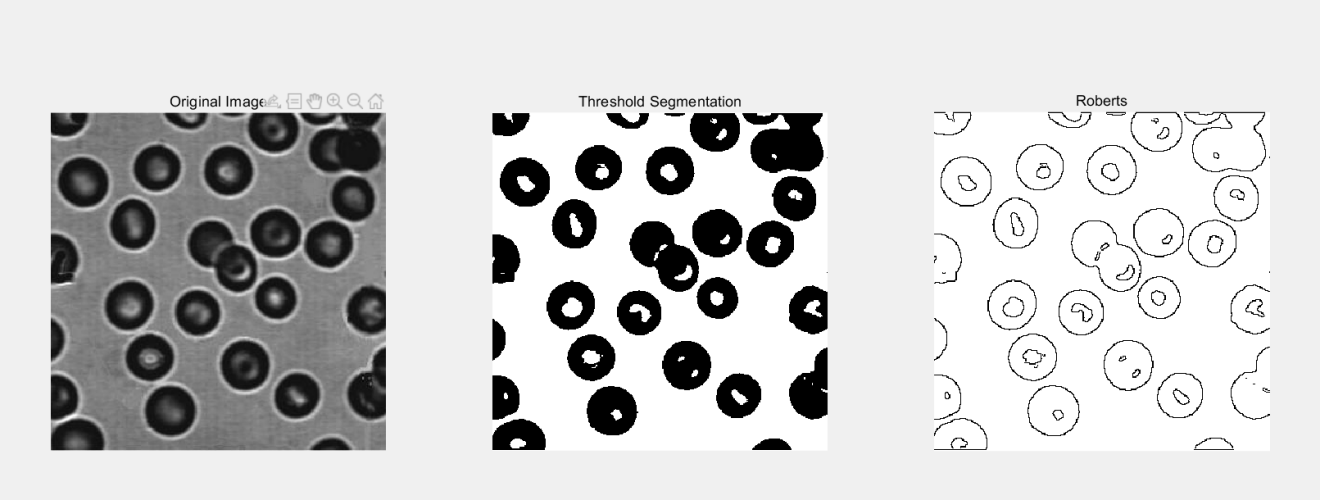 Original Image
Threshold Segmentation
Roberts